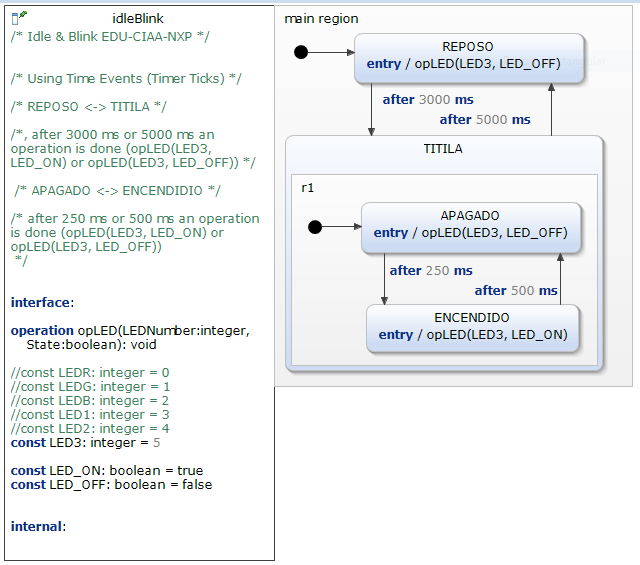 idleBlink
/* Idle & Blink EDU-CIAA-NXP */
/* Using Time Events (Timer Ticks) */
/* REPOSO <-> TITILA */
/*, after 3000 ms or 5000 ms an
operation is done (opLED(LED3,
LED_ON) or opLED(LED3, LED_OFF)) */
/* APAGADO <-> ENCENDIDIO */
/* after 250 ms or 500 ms an operation
is done (opLED(LED3, LED_ON) or
opLED(LED3, LED_OFF))
*/
interface:
operation opLED(LEDNumber:integer,
State:boolean): void
//const LEDR: integer = 0
//const LEDG: integer = 1
//const LEDB: integer = 2
//const LED1: integer = 3
//const LED2: integer = 4
const LED3: integer = 5
const LED_ON: boolean = true
const LED_OFF: boolean = false
internal:
main region
REPOSO
entry / opLED(LED3, LED_OFF)
after 3000 ms
after 5000 ms
TITILA
r1
APAGADO
entry / opLED(LED3, LED_OFF)
after 250 ms
after 500 ms
ENCENDIDO
entry / opLED(LED3, LED_ON)